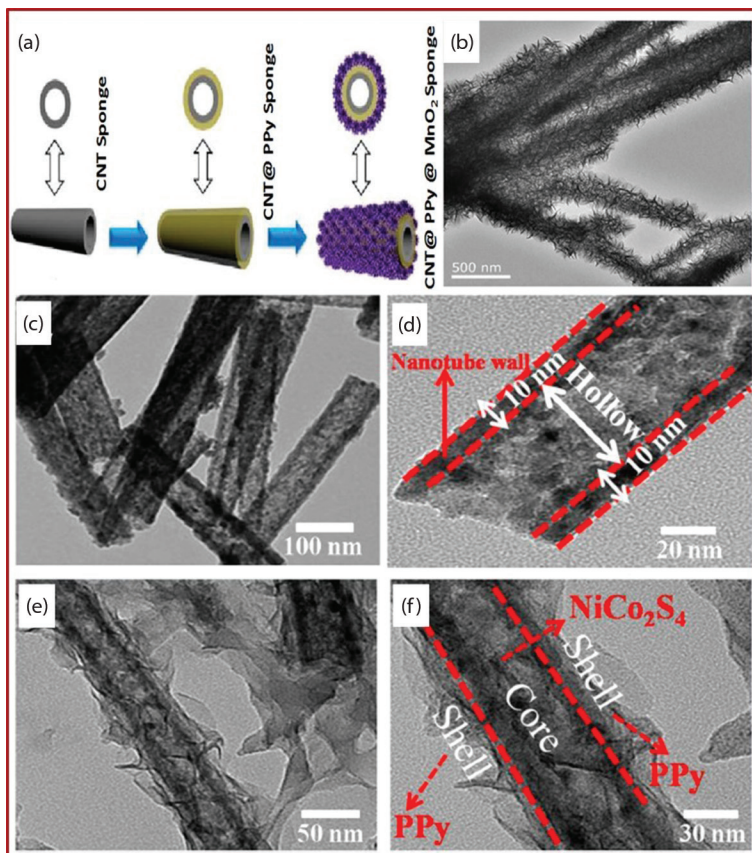 (a)
CNT Sponge
CNT@ PPy Sponge
CNT@ PPy @ MnO₂ Sponge
(b)
500 nm
(c)
100 nm
(d)
Nanotube wall
10 nm
Hollow
10 nm
20 nm
(e)
50 nm
(f)
NiCo₂S₄
Shell
Core
Shell
PPy
PPy
30 nm